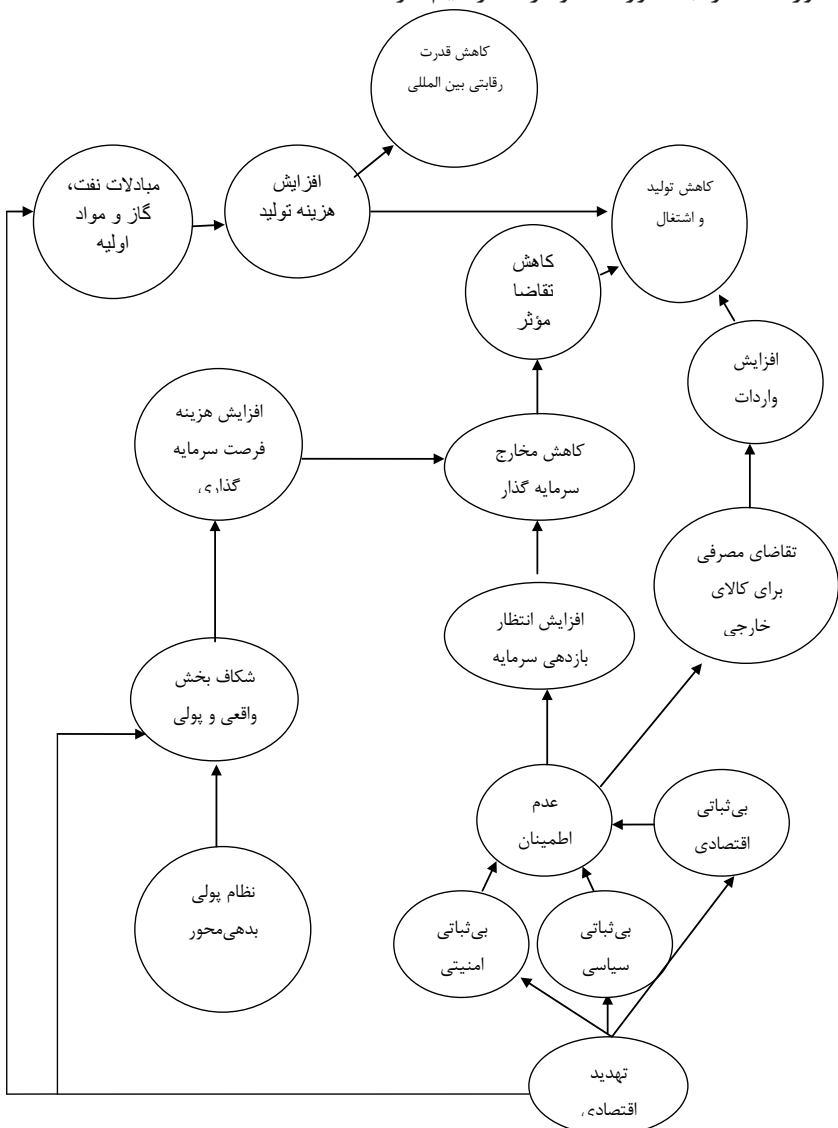 کاهش قدرت
رقابتی بین المللی
مبادلات نفت،
گاز و مواد
اولیه
افزایش
هزینه تولید
کاهش تولید
و اشتغال
کاهش
تقاضا
مؤثر
افزایش
واردات
افزایش هزینه
فرصت سرمایه
گذاری
کاهش مخارج
سرمایه گذار
تقاضای مصرفی
برای کالای
خارجی
افزایش انتظار
بازدهی سرمایه
شکاف بخش
واقعی و پولی
عدم
اطمینان
بی‌ثباتی
اقتصادی
نظام پولی
بدهی‌محور
بی‌ثباتی
امنیتی
بی‌ثباتی
سیاسی
تهدید
اقتصادی